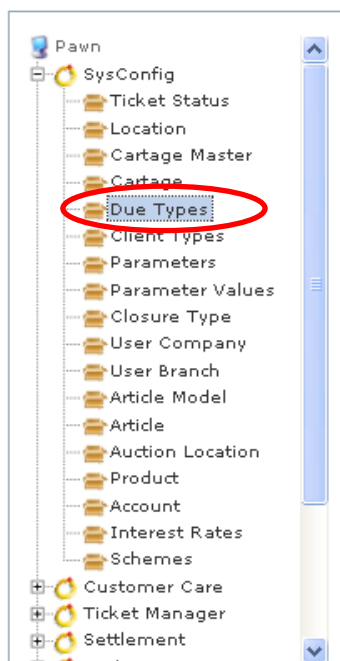 Pawn
SysConfig
Ticket Status
Location
Cartage Master
Cartage
Due Types
Client Types
Parameters
Parameter Values
Closure Type
User Company
User Branch
Article Model
Article
Auction Location
Product
Account
Interest Rates
Schemes
Customer Care
Ticket Manager
Settlement